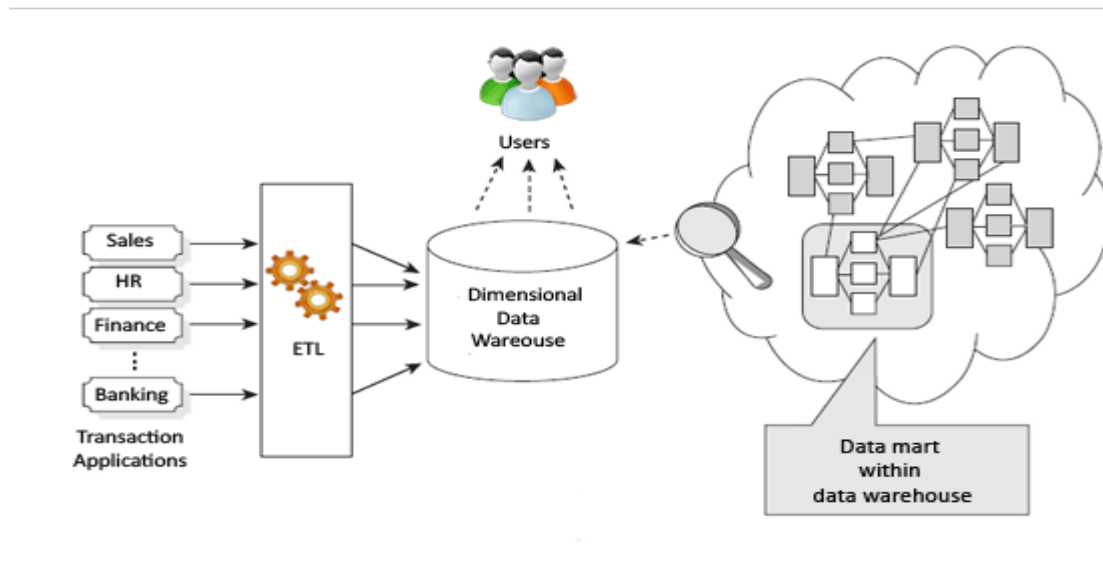 Users
Sales
HR
Finance
Banking
Transaction
Applications
ETL
Dimensional
Data
Wareouse
Data mart
within
data warehouse